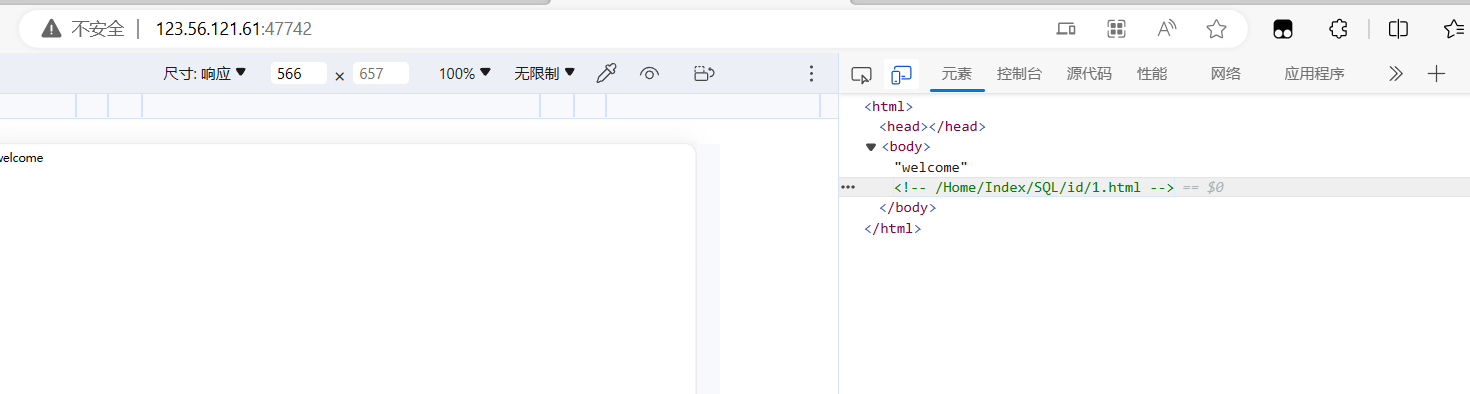 不安全 123.56.121.61:47742
尺寸: 响应 566 × 657 100% 无限制
元素 控制台 源代码 性能 网络 应用程序
welcome
<html>
<head></head>
<body>
"welcome"
<!-- /Home/Index/SQL/id/1.html --> == $0
</body>
</html>